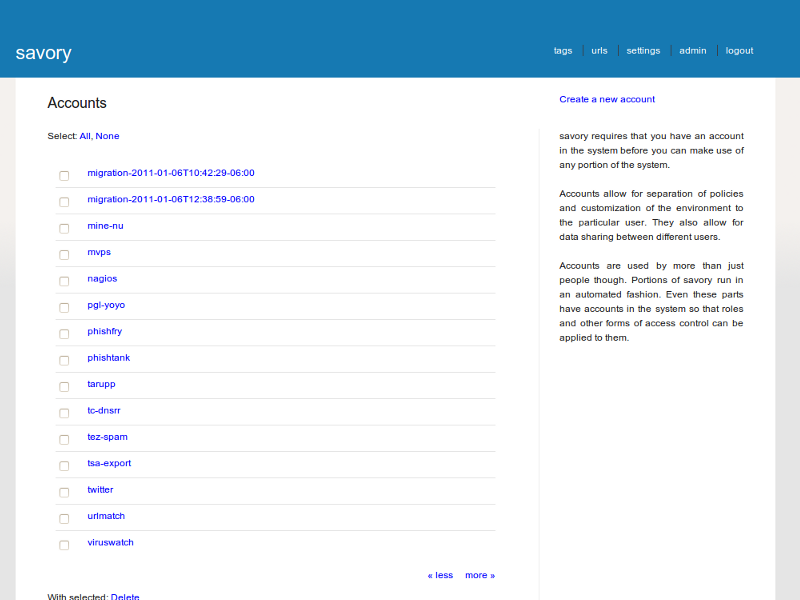 savory
tags
urls
settings
admin
logout
Accounts
Select: All, None
migration-2011-01-06T10:42:29-06:00
migration-2011-01-06T12:38:59-06:00
mine-nu
mvps
nagios
pgl-yoyo
phishfry
phishtank
tarupp
tc-dnsrr
tez-spam
tsa-export
twitter
urlmatch
viruswatch
« less more »
With selected: Delete
Create a new account
savory requires that you have an account
in the system before you can make use of
any portion of the system.
Accounts allow for separation of policies
and customization of the environment to
the particular user. They also allow for
data sharing between different users.
Accounts are used by more than just
people though. Portions of savory run in
an automated fashion. Even these parts
have accounts in the system so that roles
and other forms of access control can be
applied to them.